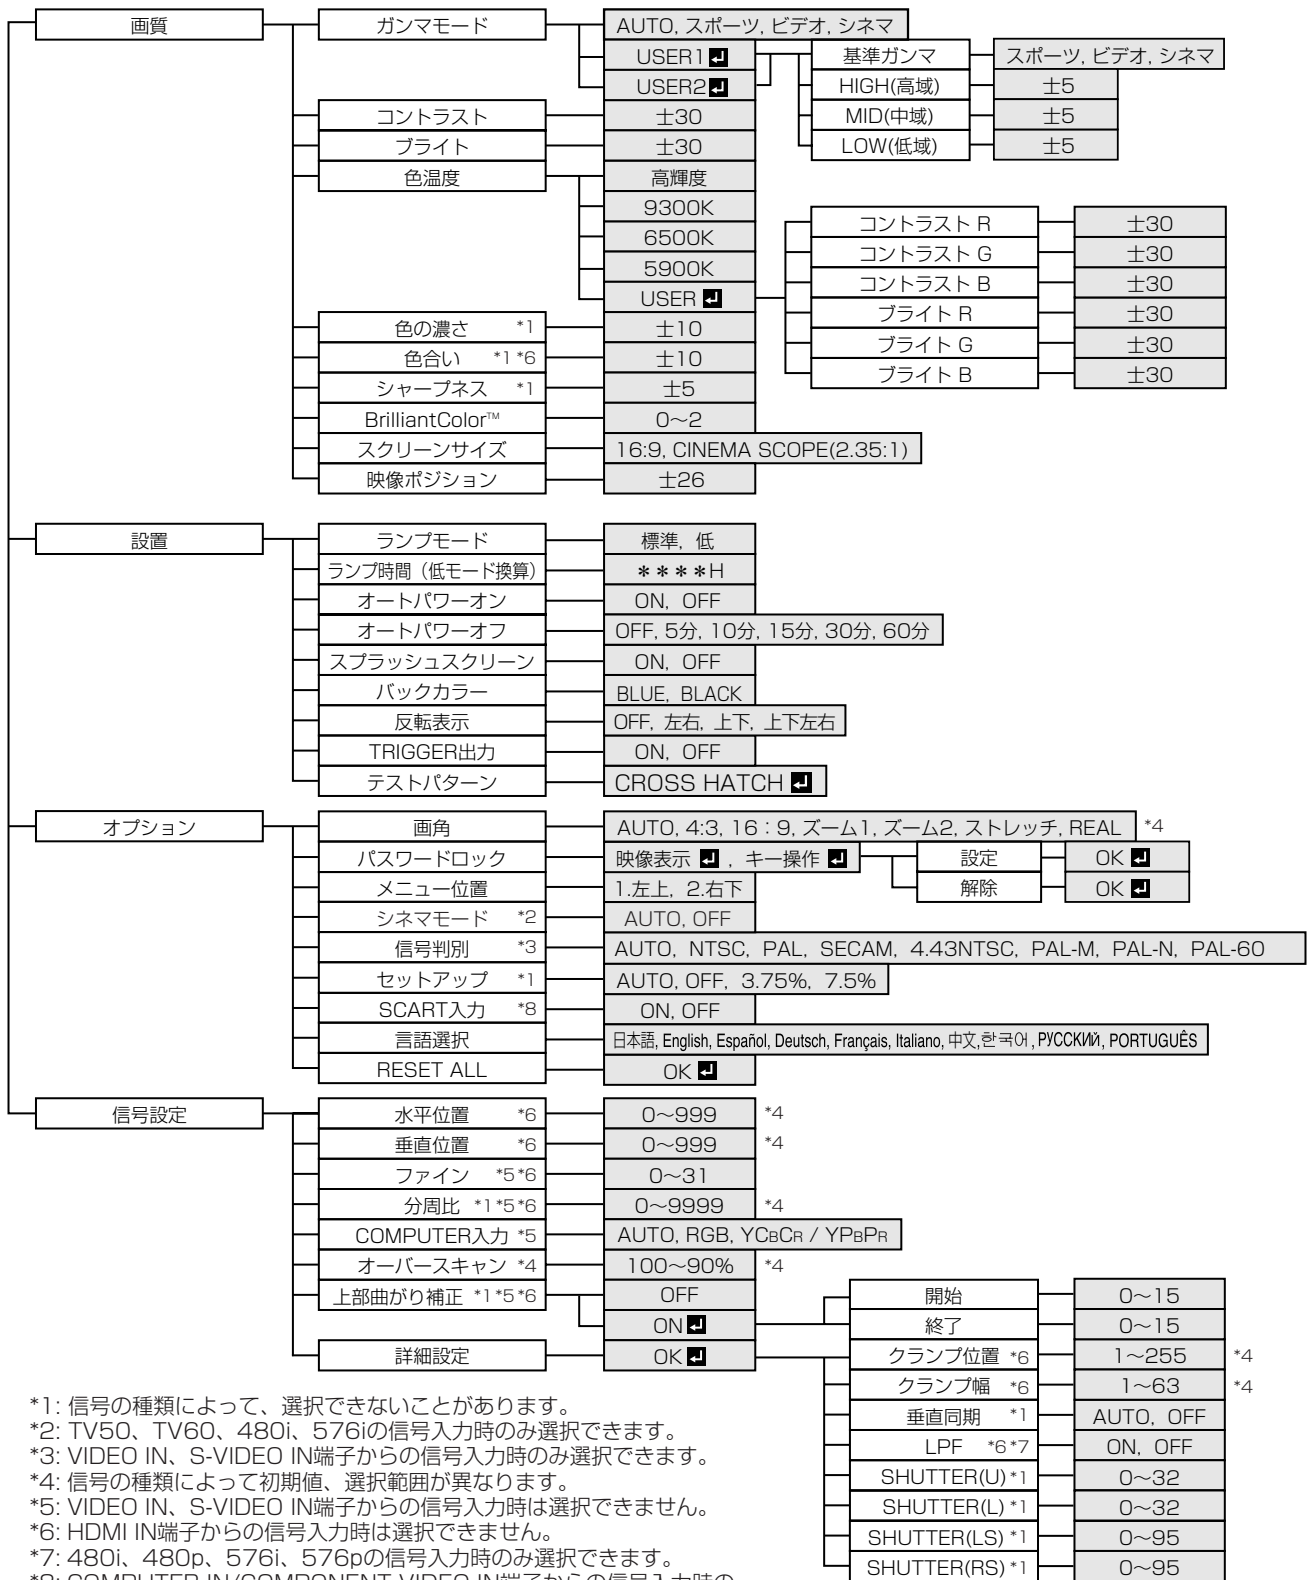 画質 ガンマモード AUTO, スポーツ, ビデオ, シネマ
USER1 基準ガンマ スポーツ, ビデオ, シネマ
USER2 HIGH(高域) ±5
コントラスト ±30 MID(中域) ±5
ブライト ±30 LOW(低域) ±5
色温度 高輝度
9300K コントラスト R ±30
6500K コントラスト G ±30
5900K コントラスト B ±30
USER ブライト R ±30
色の濃さ *1 ±10 ブライト G ±30
色合い *1 *6 ±10 ブライト B ±30
シャープネス *1 ±5
BrilliantColor™ 0〜2
スクリーンサイズ 16:9, CINEMA SCOPE(2.35:1)
映像ポジション ±26
設置 ランプモード 標準, 低
ランプ時間（低モード換算） ＊＊＊＊H
オートパワーオン ON, OFF
オートパワーオフ OFF, 5分, 10分, 15分, 30分, 60分
スプラッシュスクリーン ON, OFF
バックカラー BLUE, BLACK
反転表示 OFF, 左右, 上下, 上下左右
TRIGGER出力 ON, OFF
テストパターン CROSS HATCH
オプション 画角 AUTO, 4:3, 16：9, ズーム1, ズーム2, ストレッチ, REAL *4
パスワードロック 映像表示 , キー操作 設定 OK
メニュー位置 1.左上, 2.右下 解除 OK
シネマモード *2 AUTO, OFF
信号判別 *3 AUTO, NTSC, PAL, SECAM, 4.43NTSC, PAL-M, PAL-N, PAL-60
セットアップ *1 AUTO, OFF, 3.75%, 7.5%
SCART入力 *8 ON, OFF
言語選択 日本語, English, Español, Deutsch, Français, Italiano, 中文, 한국어, РУССКИЙ, PORTUGUÊS
RESET ALL OK
信号設定 水平位置 *6 0〜999 *4
垂直位置 *6 0〜999 *4
ファイン *5 *6 0〜31
分周比 *1 *5 *6 0〜9999 *4
COMPUTER入力 *5 AUTO, RGB, YCBCR / YPBPR
オーバースキャン *4 100〜90% *4
上部曲がり補正 *1 *5 *6 OFF 開始 0〜15
ON 終了 0〜15
詳細設定 OK クランプ位置 *6 1〜255 *4
クランプ幅 *6 1〜63 *4
垂直同期 *1 AUTO, OFF
LPF *6 *7 ON, OFF
SHUTTER(U) *1 0〜32
SHUTTER(L) *1 0〜32
SHUTTER(LS) *1 0〜95
SHUTTER(RS) *1 0〜95
*1: 信号の種類によって、選択できないことがあります。
*2: TV50、TV60、480i、576iの信号入力時のみ選択できます。
*3: VIDEO IN、S-VIDEO IN端子からの信号入力時のみ選択できます。
*4: 信号の種類によって初期値、選択範囲が異なります。
*5: VIDEO IN、S-VIDEO IN端子からの信号入力時は選択できません。
*6: HDMI IN端子からの信号入力時は選択できません。
*7: 480i、480p、576i、576pの信号入力時のみ選択できます。
*8: COMPUTER IN/COMPONENT VIDEO IN端子からの信号入力時の